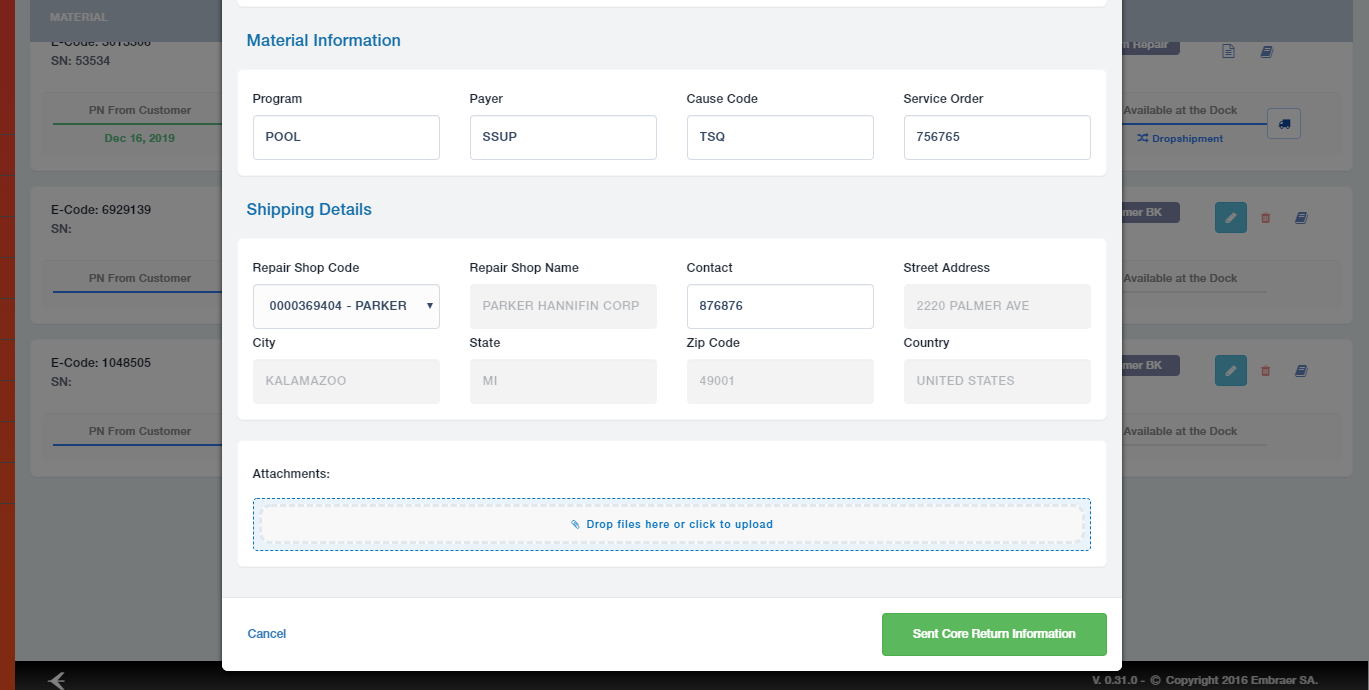 MATERIAL
SN: 53534
PN From Customer
Dec 16, 2019
E-Code: 6929139
SN:
PN From Customer
E-Code: 1048505
SN:
PN From Customer
Material Information
Program
Payer
Cause Code
Service Order
POOL
SSUP
TSQ
756765
Shipping Details
Repair Shop Code
Repair Shop Name
Contact
Street Address
0000369404 - PARKER
PARKER HANNIFIN CORP
876876
2220 PALMER AVE
City
State
Zip Code
Country
KALAMAZOO
MI
49001
UNITED STATES
Attachments:
Drop files here or click to upload
Cancel
Sent Core Return Information
m Repair
Available at the Dock
Dropshipment
mer BK
Available at the Dock
mer BK
Available at the Dock
V. 0.31.0 - © Copyright 2016 Embraer SA.